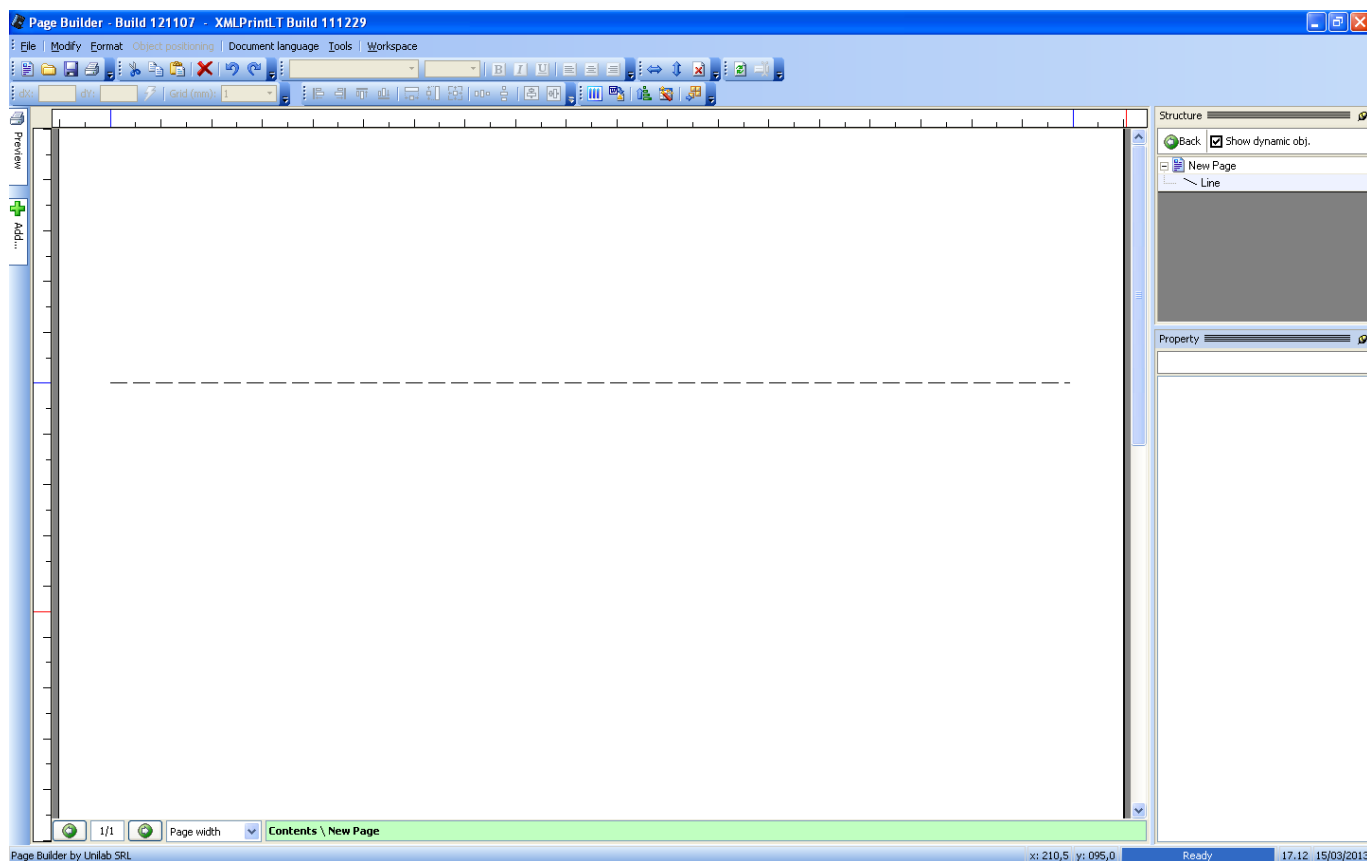 Page Builder - Build 121107 - XMLPrintLT Build 111229
File Modify Format Object positioning Document language Tools Workspace
B I U
dX: dY: Grid (mm): 1
Structure
Preview
Back Show dynamic obj.
New Page
Line
Add...
Property
1/1 Page width Contents \ New Page
Page Builder by Unilab SRL x: 210,5 y: 095,0 Ready 17.12 15/03/2013